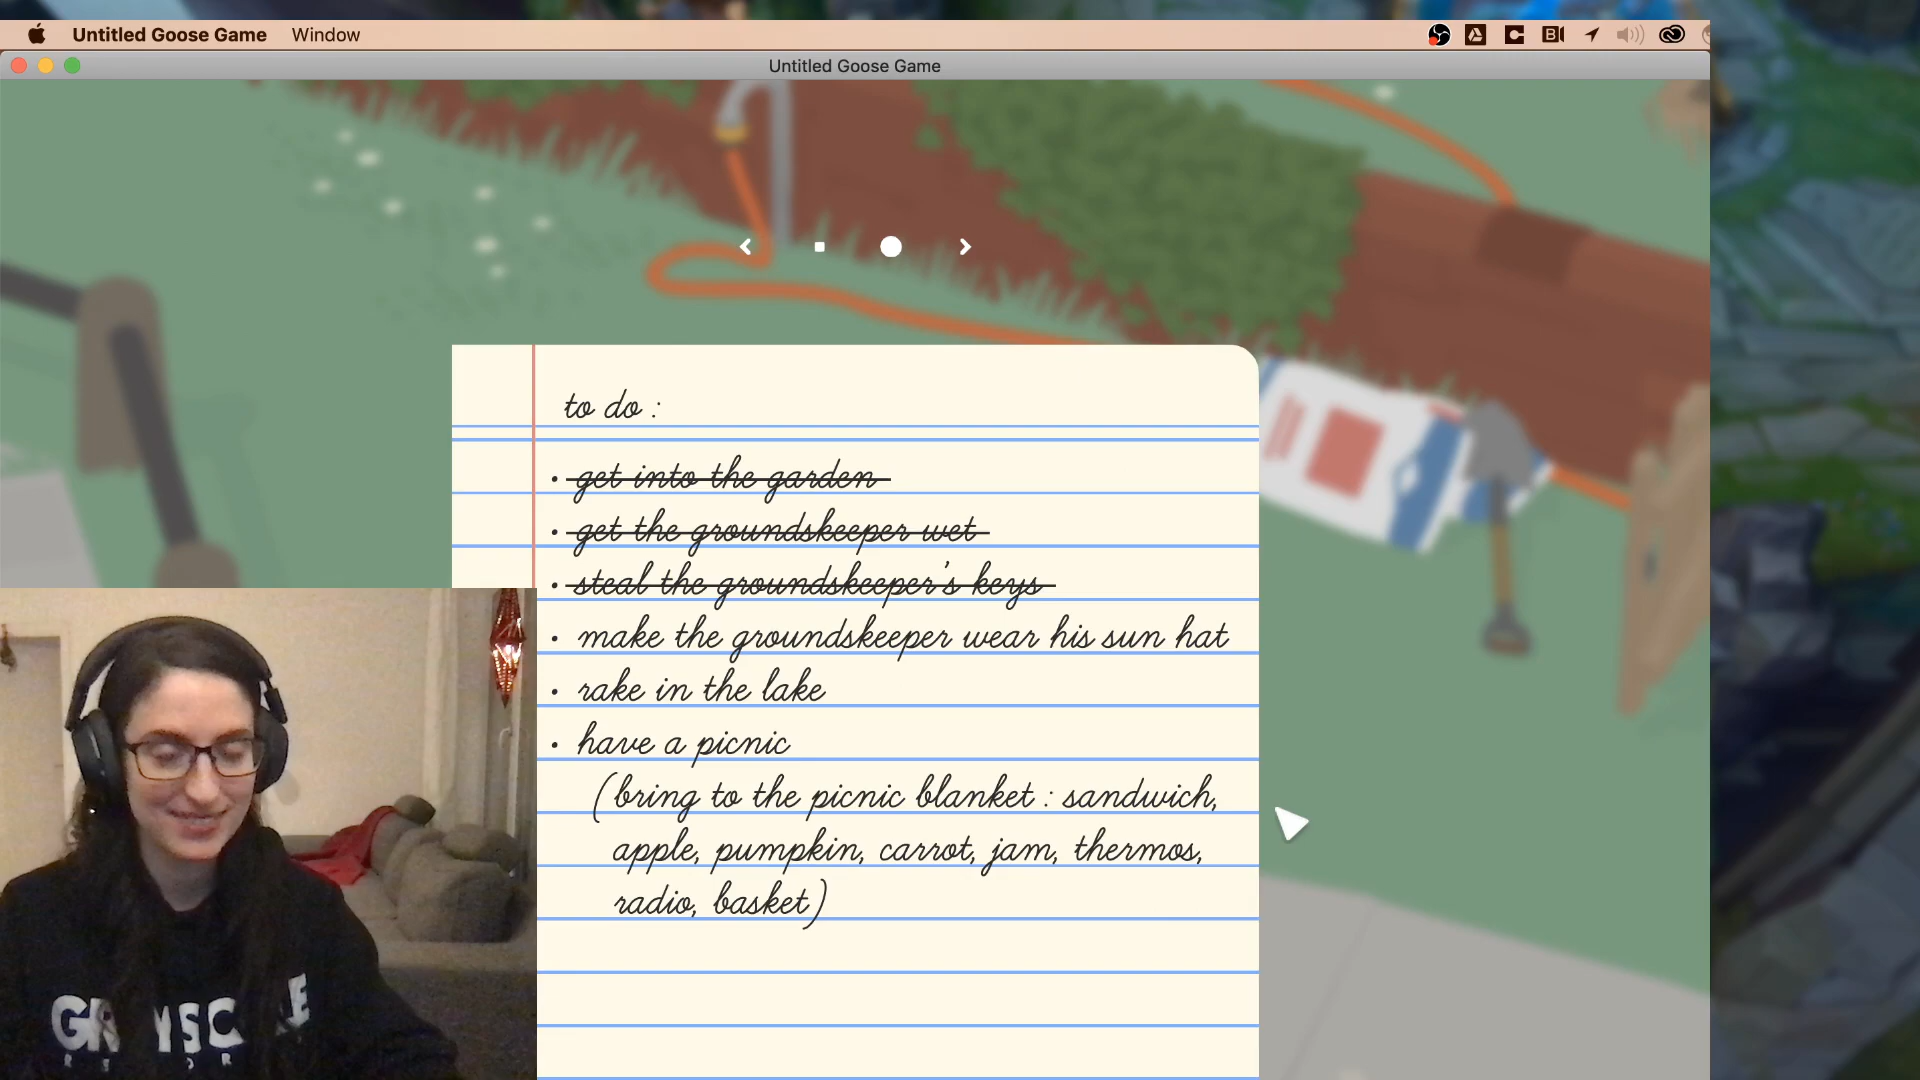 Untitled Goose Game Window
Untitled Goose Game
to do :
• get into the garden
• get the groundskeeper wet
• steal the groundskeeper's keys
• make the groundskeeper wear his sun hat
• rake in the lake
• have a picnic
(bring to the picnic blanket : sandwich,
apple, pumpkin, carrot, jam, thermos,
radio, basket)